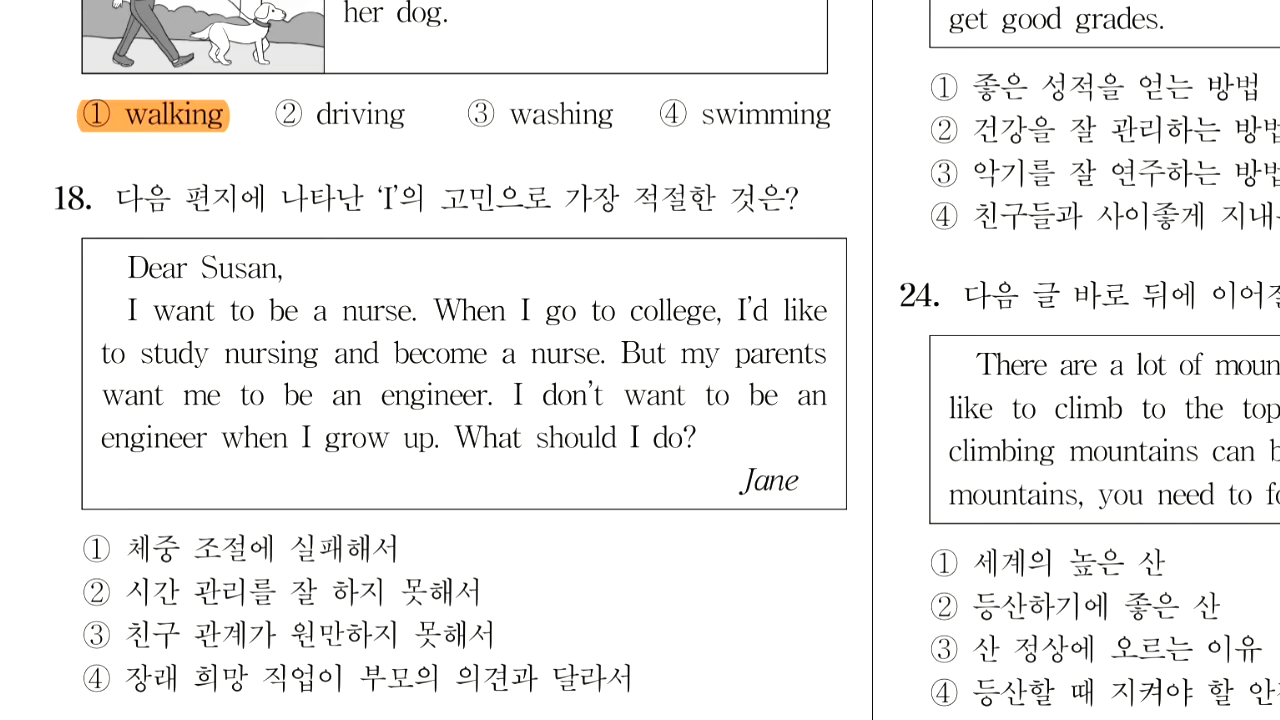 her dog.
① walking ② driving ③ washing ④ swimming
18. 다음 편지에 나타난 ‘I’의 고민으로 가장 적절한 것은?
Dear Susan,
I want to be a nurse. When I go to college, I’d like
to study nursing and become a nurse. But my parents
want me to be an engineer. I don’t want to be an
engineer when I grow up. What should I do?
Jane
① 체중 조절에 실패해서
② 시간 관리를 잘 하지 못해서
③ 친구 관계가 원만하지 못해서
④ 장래 희망 직업이 부모의 의견과 달라서
get good grades.
① 좋은 성적을 얻는 방법
② 건강을 잘 관리하는
③ 악기를 잘 연주하는
④ 친구들과 사이좋게
24. 다음 글 바로 뒤에
There are a lot of
like to climb to the top
climbing mountains can
mountains, you need to
① 세계의 높은 산
② 등산하기에 좋은 산
③ 산 정상에 오르는 이유
④ 등산할 때 지켜야 할